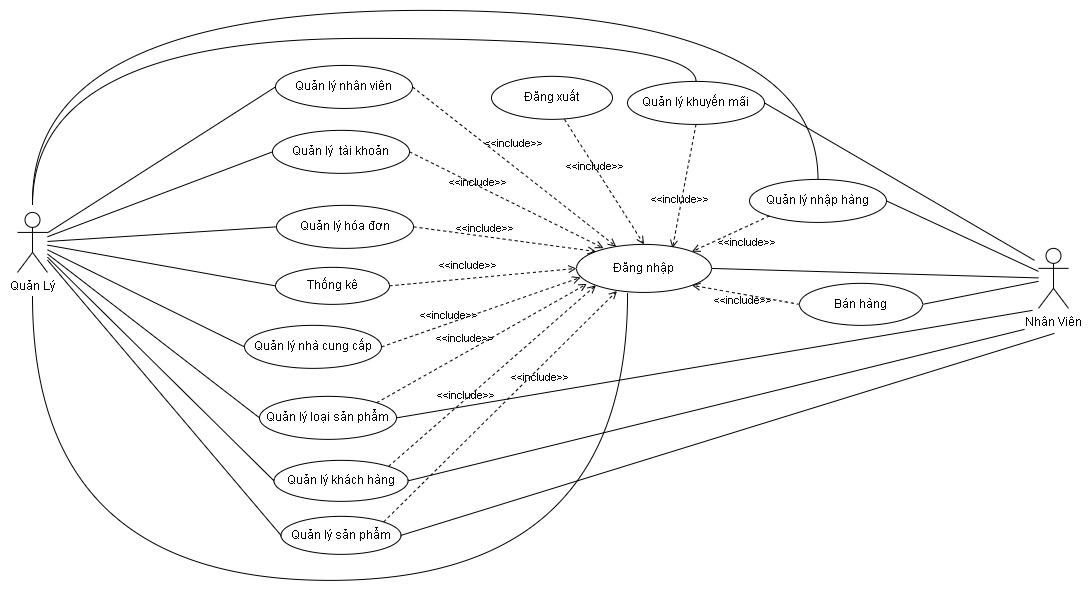 Quản lý nhân viên
Đăng xuất
Quản lý khuyến mãi
<<include>>
Quản lý tài khoản
<<include>>
<<include>>
<<include>>
Quản lý nhập hàng
Quản lý hóa đơn
<<include>>
<<include>>
Thống kê
<<include>>
Đăng nhập
Quản Lý
<<include>>
Bán hàng
Nhân Viên
<<include>>
Quản lý nhà cung cấp
<<include>>
<<include>>
<<include>>
Quản lý loại sản phẩm
Quản lý khách hàng
Quản lý sản phẩm